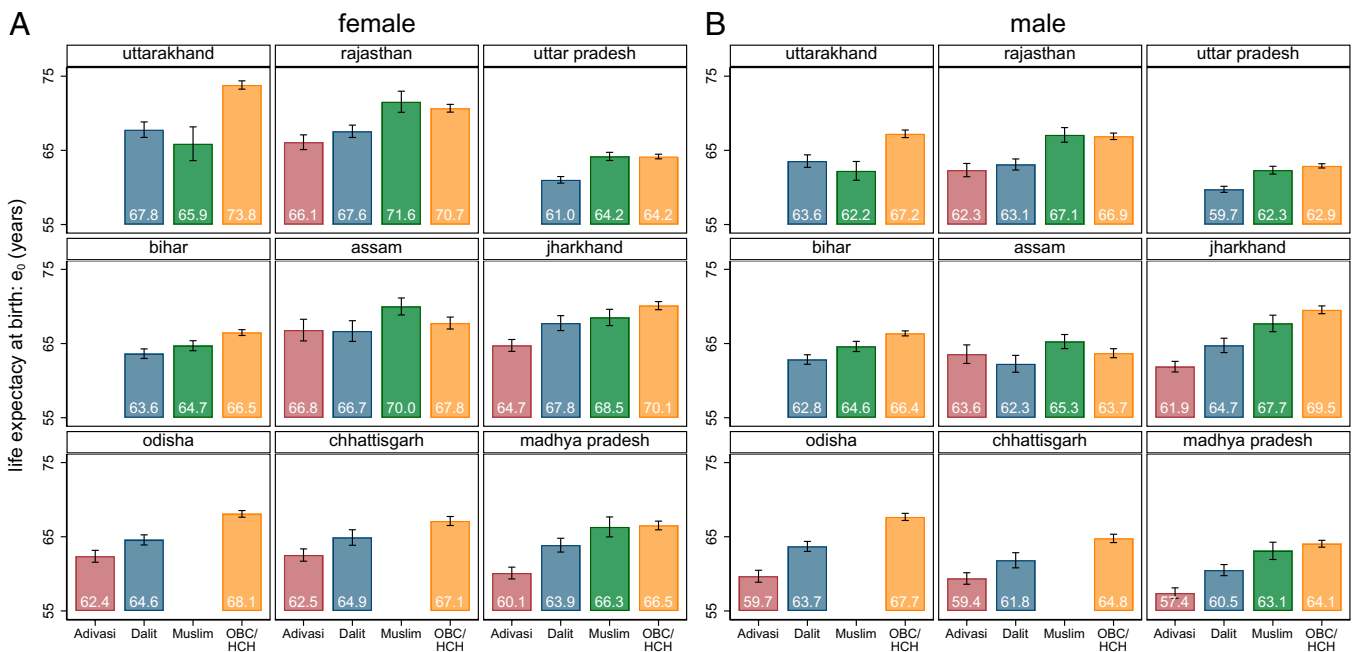 A female B male
uttarakhand rajasthan uttar pradesh uttarakhand rajasthan uttar pradesh
75 75
65 65
55 67.8 65.9 73.8 66.1 67.6 71.6 70.7 61.0 64.2 64.2 55 63.6 62.2 67.2 62.3 63.1 67.1 66.9 59.7 62.3 62.9
life expectacy at birth: e₀ (years)
bihar assam jharkhand bihar assam jharkhand
75 75
65 65
55 63.6 64.7 66.5 66.8 66.7 70.0 67.8 64.7 67.8 68.5 70.1 55 62.8 64.6 66.4 63.6 62.3 65.3 63.7 61.9 64.7 67.7 69.5
odisha chhattisgarh madhya pradesh odisha chhattisgarh madhya pradesh
75 75
65 65
55 62.4 64.6 68.1 62.5 64.9 67.1 60.1 63.9 66.3 66.5 55 59.7 63.7 67.7 59.4 61.8 64.8 57.4 60.5 63.1 64.1
Adivasi Dalit Muslim OBC/ Adivasi Dalit Muslim OBC/ Adivasi Dalit Muslim OBC/ Adivasi Dalit Muslim OBC/ Adivasi Dalit Muslim OBC/ Adivasi Dalit Muslim OBC/
HCH HCH HCH HCH HCH HCH